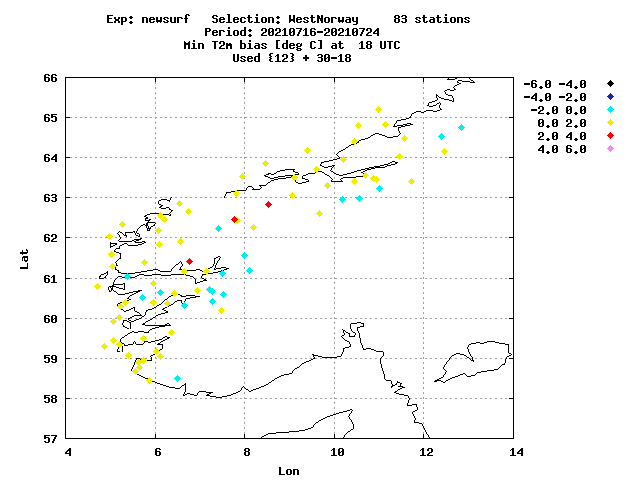 Exp: newsurf   Selection: WestNorway     83 stations
Period: 20210716-20210724
Min T2m bias [deg C] at  18 UTC
Used {12} + 30-18
-6.0 -4.0
-4.0 -2.0
-2.0 0.0
0.0 2.0
2.0 4.0
4.0 6.0
66
65
64
63
62
61
60
59
58
57
Lat
4 6 8 10 12 14
Lon